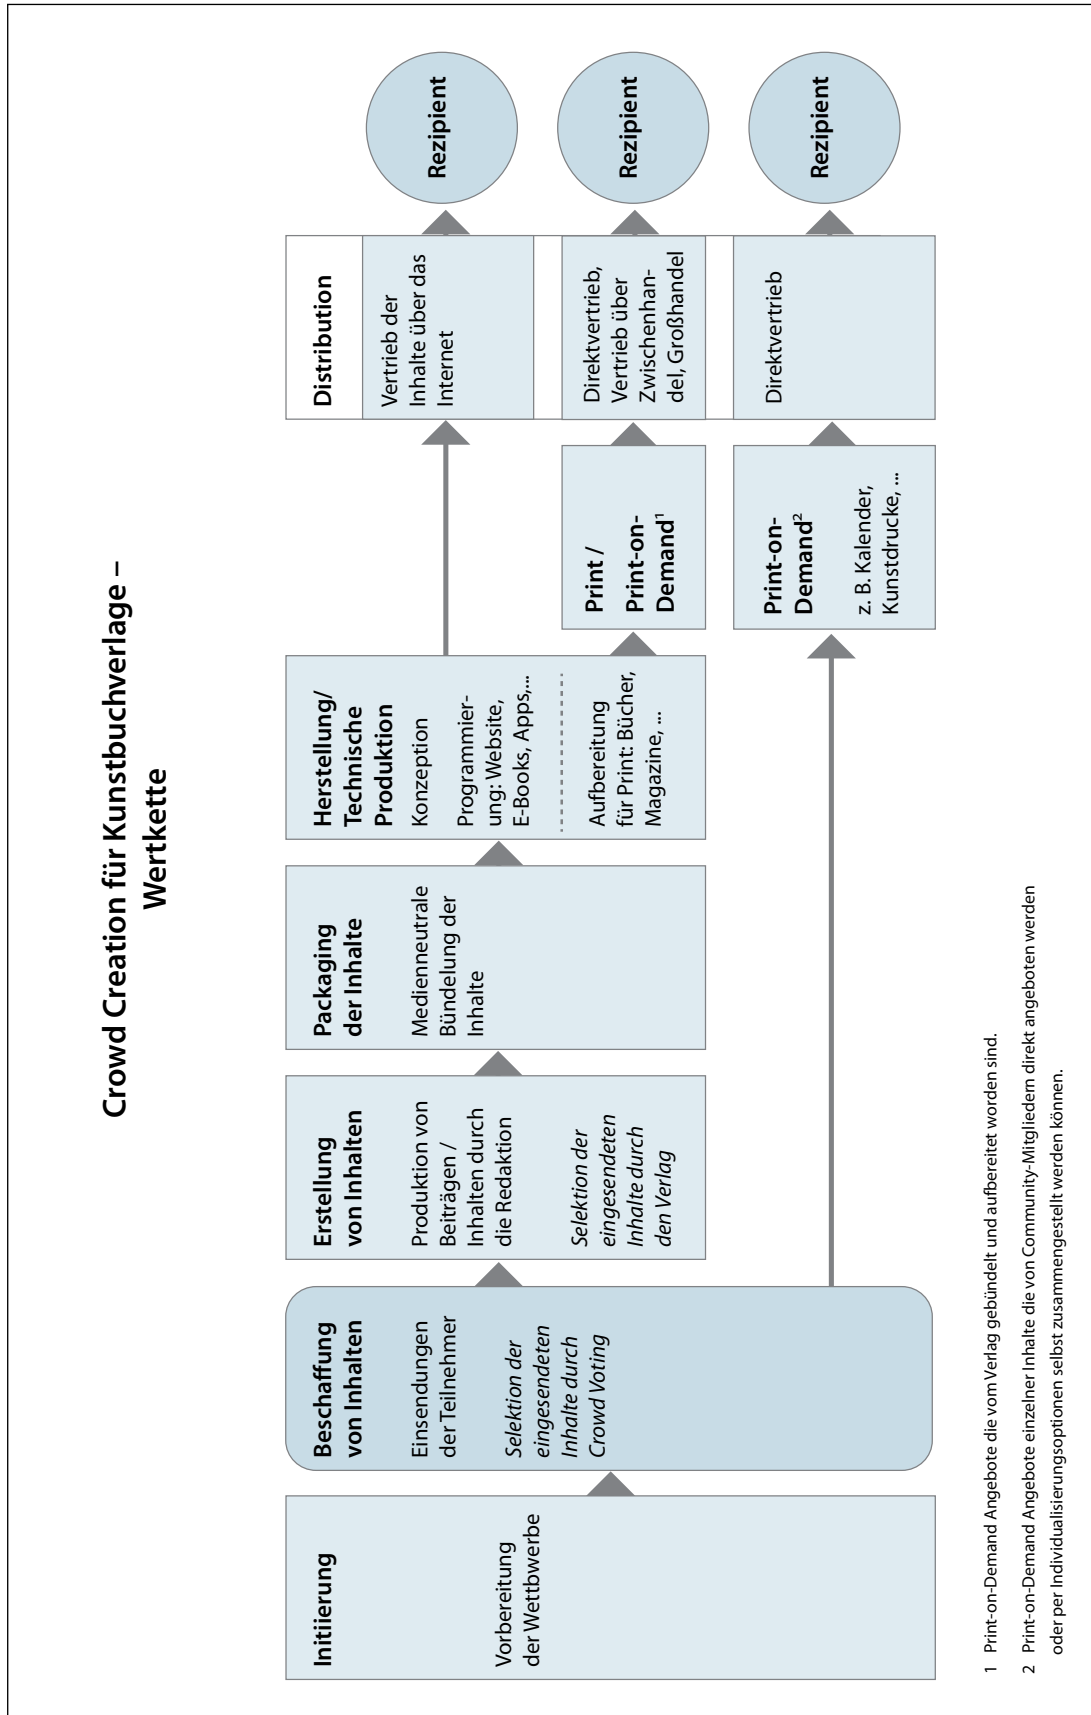 Crowd Creation für Kunstbuchverlage –
Wertkette
Initiierung
Vorbereitung
der Wettbwerbe
Beschaffung
von Inhalten
Einsendungen
der Teilnehmer
Selektion der
eingesendeten
Inhalte durch
Crowd Voting
Erstellung
von Inhalten
Produktion von
Beiträgen /
Inhalten durch
die Redaktion
Selektion der
eingesendeten
Inhalte durch
den Verlag
Packaging
der Inhalte
Medienneutrale
Bündelung der
Inhalte
Herstellung/
Technische
Produktion
Konzeption
Programmier-
ung: Website,
E-Books, Apps,...
Aufbereitung
für Print: Bücher,
Magazine, ...
Print /
Print-on-
Demand¹
Print-on-
Demand²
z. B. Kalender,
Kunstdrucke, ...
Distribution
Vertrieb der
Inhalte über das
Internet
Direktvertrieb,
Vertrieb über
Zwischenhan-
del, Großhandel
Direktvertrieb
Rezipient
Rezipient
Rezipient
1 Print-on-Demand Angebote die vom Verlag gebündelt und aufbereitet worden sind.
2 Print-on-Demand Angebote einzelner Inhalte die von Community-Mitgliedern direkt angeboten werden
oder per Individualisierungsoptionen selbst zusammengestellt werden können.